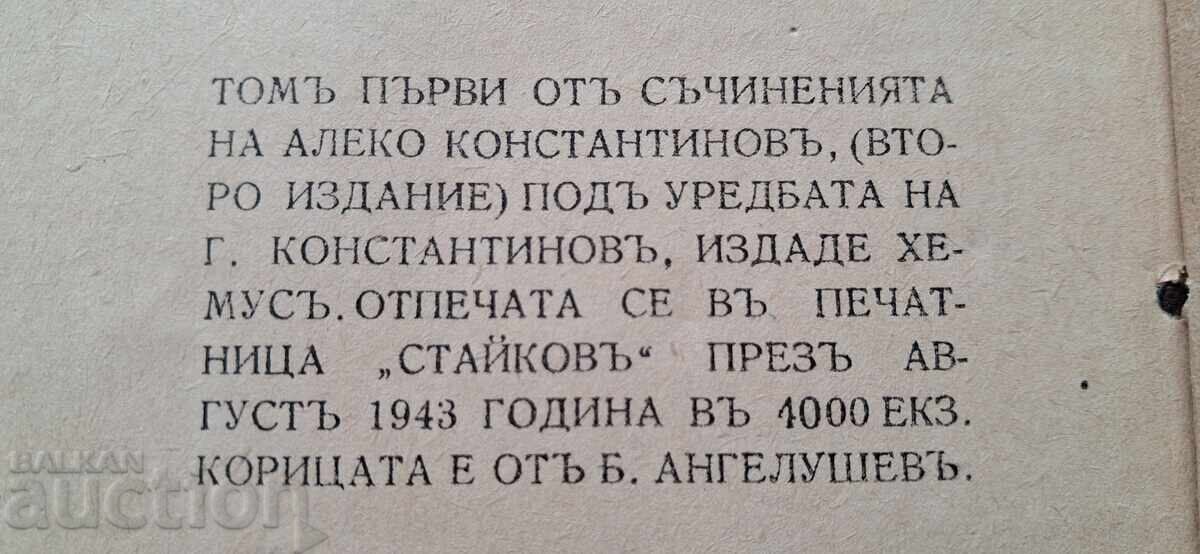 ТОМЪ ПЪРВИ ОТЪ СЪЧИНЕНИЯТА
НА АЛЕКО КОНСТАНТИНОВЪ, (ВТО-
РО ИЗДАНИЕ) ПОДЪ УРЕДБАТА НА
Г. КОНСТАНТИНОВЪ, ИЗДАДЕ ХЕ-
МУСЪ. ОТПЕЧАТА СЕ ВЪ ПЕЧАТ-
НИЦА „СТАЙКОВЪ“ ПРЕЗЪ АВ-
ГУСТЪ 1943 ГОДИНА ВЪ 4000 ЕКЗ.
КОРИЦАТА Е ОТЪ Б. АНГЕЛУШЕВЪ.
BALKAN
auction